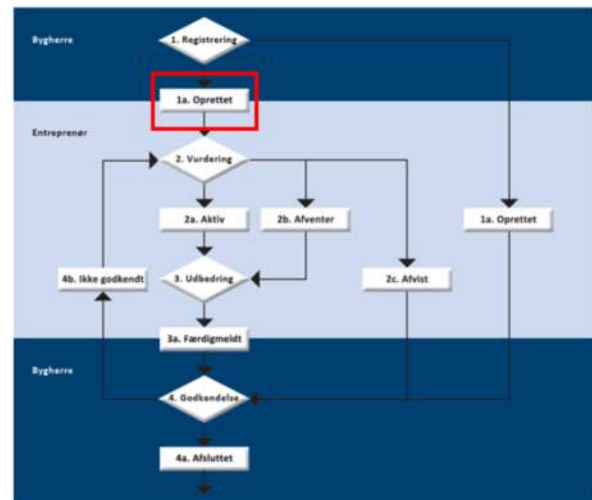 Bygherre
1. Registrering
1a. Oprettet
Entreprenør
2. Vurdering
2a. Aktiv
2b. Afventer
1a. Oprettet
4b. Ikke godkendt
3. Udbedring
2c. Afvist
3a. Færdigmeldt
Bygherre
4. Godkendelse
4a. Afsluttet